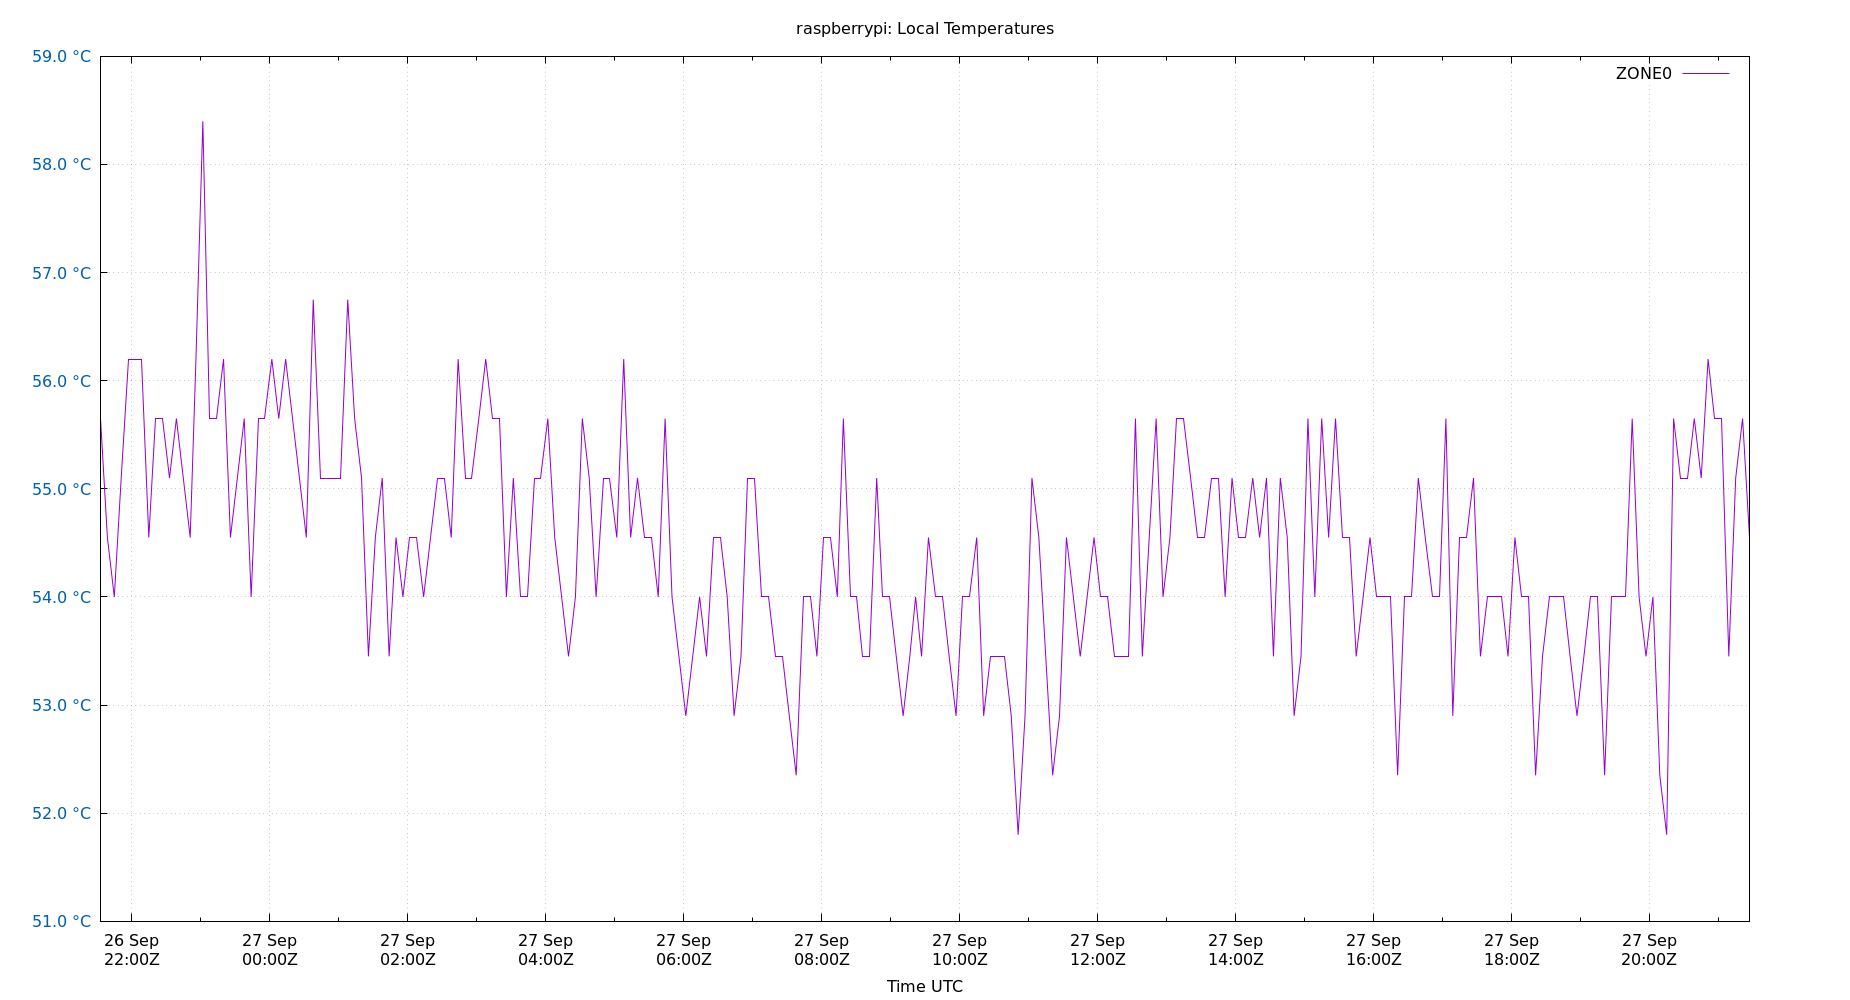 raspberrypi: Local Temperatures
59.0 °C
ZONE0
58.0 °C
57.0 °C
56.0 °C
55.0 °C
54.0 °C
53.0 °C
52.0 °C
51.0 °C
26 Sep 27 Sep 27 Sep 27 Sep 27 Sep 27 Sep 27 Sep 27 Sep 27 Sep 27 Sep 27 Sep 27 Sep
22:00Z 00:00Z 02:00Z 04:00Z 06:00Z 08:00Z 10:00Z 12:00Z 14:00Z 16:00Z 18:00Z 20:00Z
Time UTC